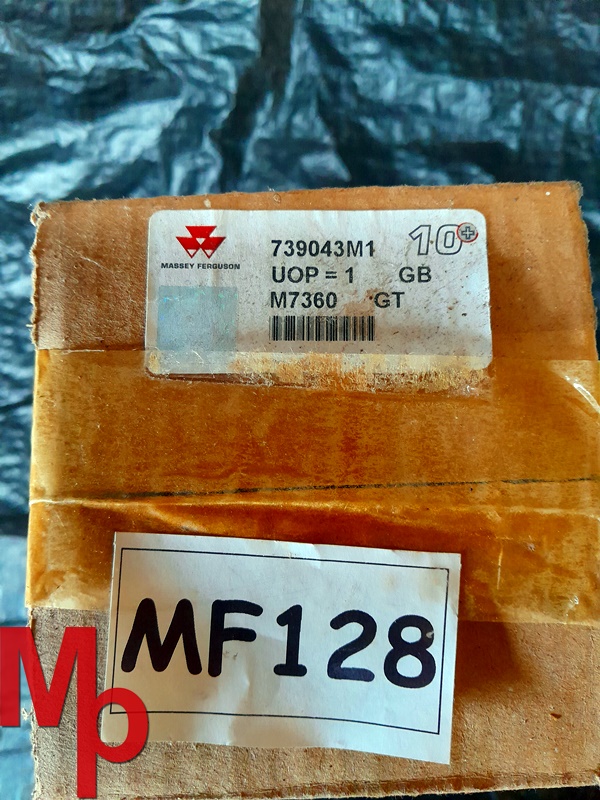 MASSEY FERGUSON
739043M1
10
UOP = 1 GB
M7360 GT
MF128
Mp